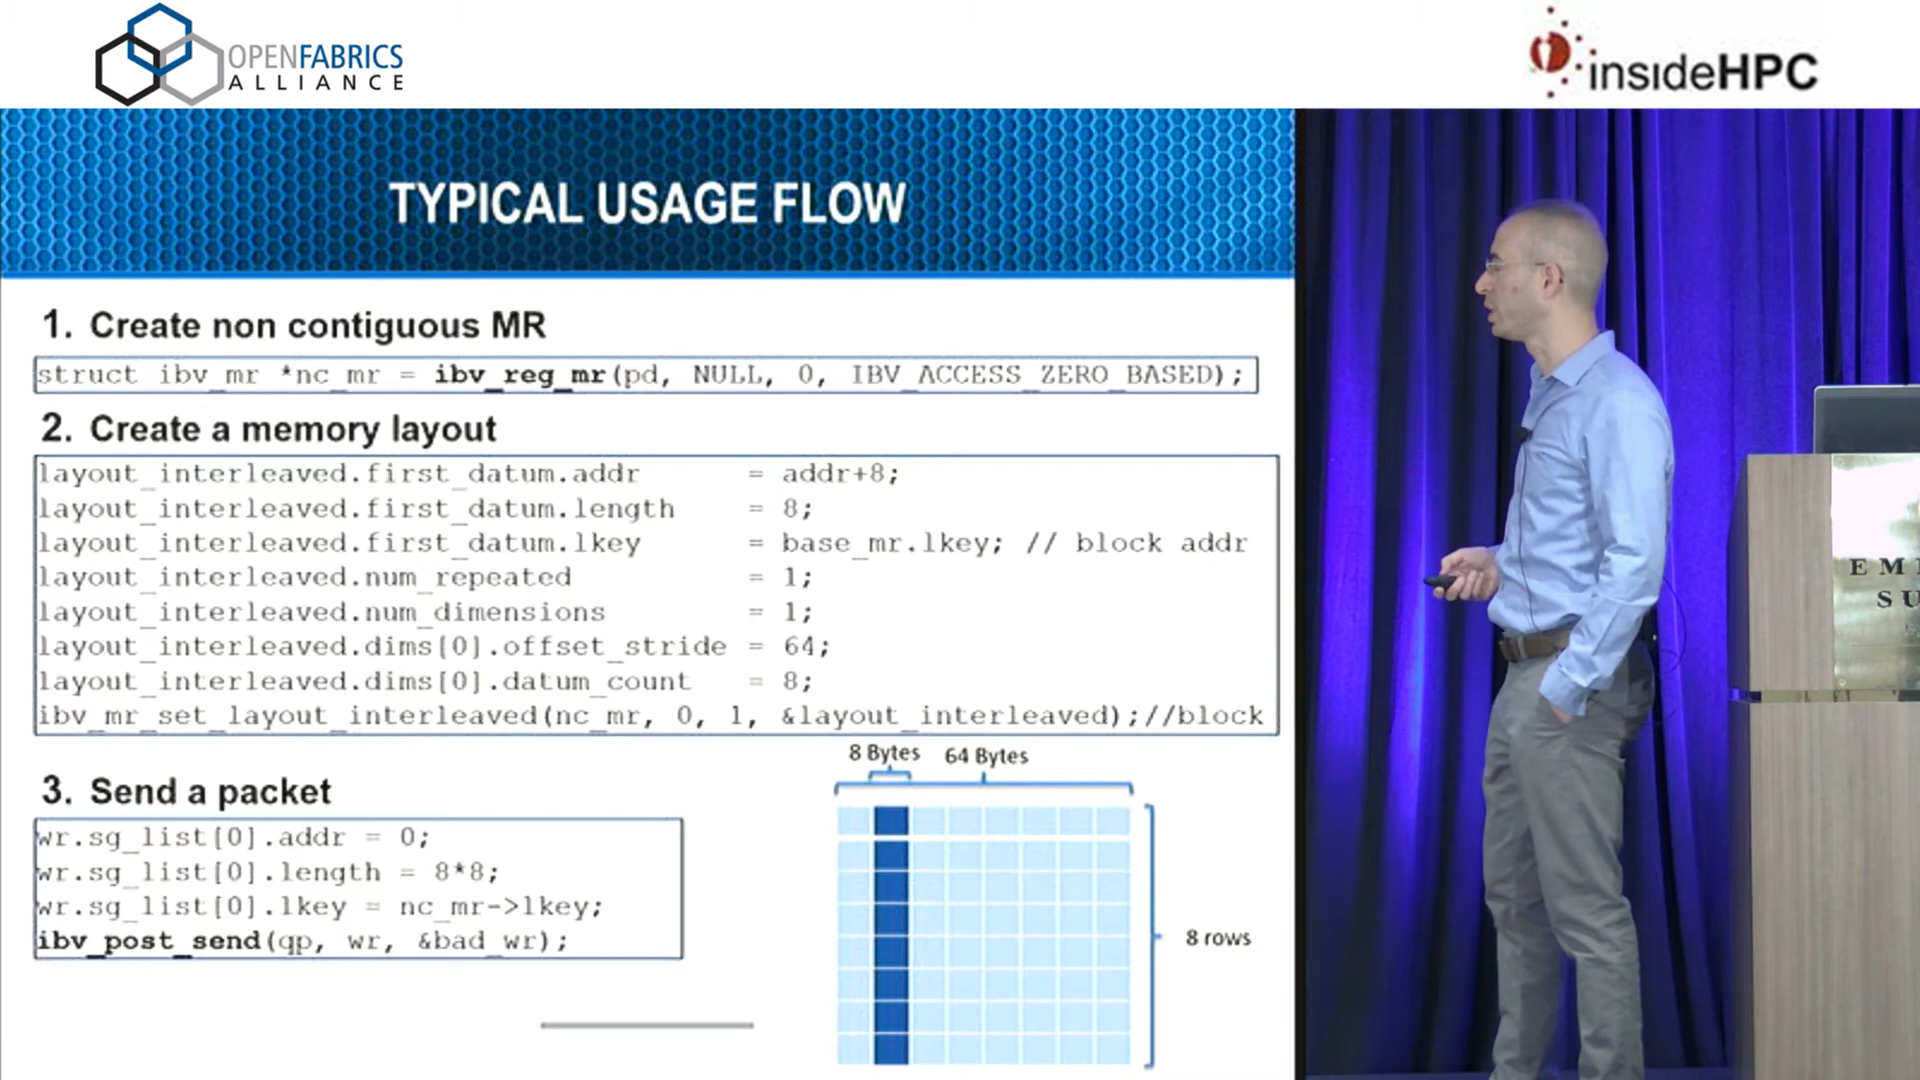 OPENFABRICS
ALLIANCE
insideHPC
TYPICAL USAGE FLOW
1. Create non contiguous MR
struct ibv_mr *nc_mr = ibv_reg_mr(pd, NULL, 0, IBV_ACCESS_ZERO_BASED);
2. Create a memory layout
layout_interleaved.first_datum.addr = addr+8;
layout_interleaved.first_datum.length = 8;
layout_interleaved.first_datum.lkey = base_mr.lkey; // block addr
layout_interleaved.num_repeated = 1;
layout_interleaved.num_dimensions = 1;
layout_interleaved.dims[0].offset_stride = 64;
layout_interleaved.dims[0].datum_count = 8;
ibv_mr_set_layout_interleaved(nc_mr, 0, 1, &layout_interleaved);//block
8 Bytes 64 Bytes
8 rows
3. Send a packet
wr.sg_list[0].addr = 0;
wr.sg_list[0].length = 8*8;
wr.sg_list[0].lkey = nc_mr->lkey;
ibv_post_send(qp, wr, &bad_wr);
EM
SU